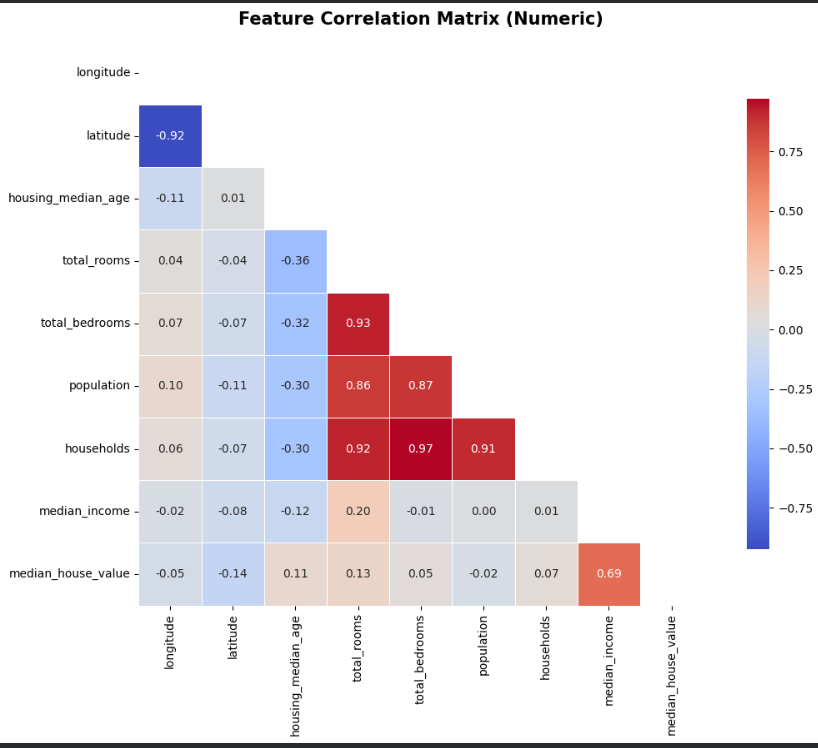 Feature Correlation Matrix (Numeric)
longitude
latitude -0.92
0.75
housing_median_age -0.11 0.01
0.50
total_rooms 0.04 -0.04 -0.36
0.25
total_bedrooms 0.07 -0.07 -0.32 0.93
0.00
population 0.10 -0.11 -0.30 0.86 0.87
−0.25
households 0.06 -0.07 -0.30 0.92 0.97 0.91
−0.50
median_income -0.02 -0.08 -0.12 0.20 -0.01 0.00 0.01
−0.75
median_house_value -0.05 -0.14 0.11 0.13 0.05 -0.02 0.07 0.69
longitude
latitude
housing_median_age
total_rooms
total_bedrooms
population
households
median_income
median_house_value